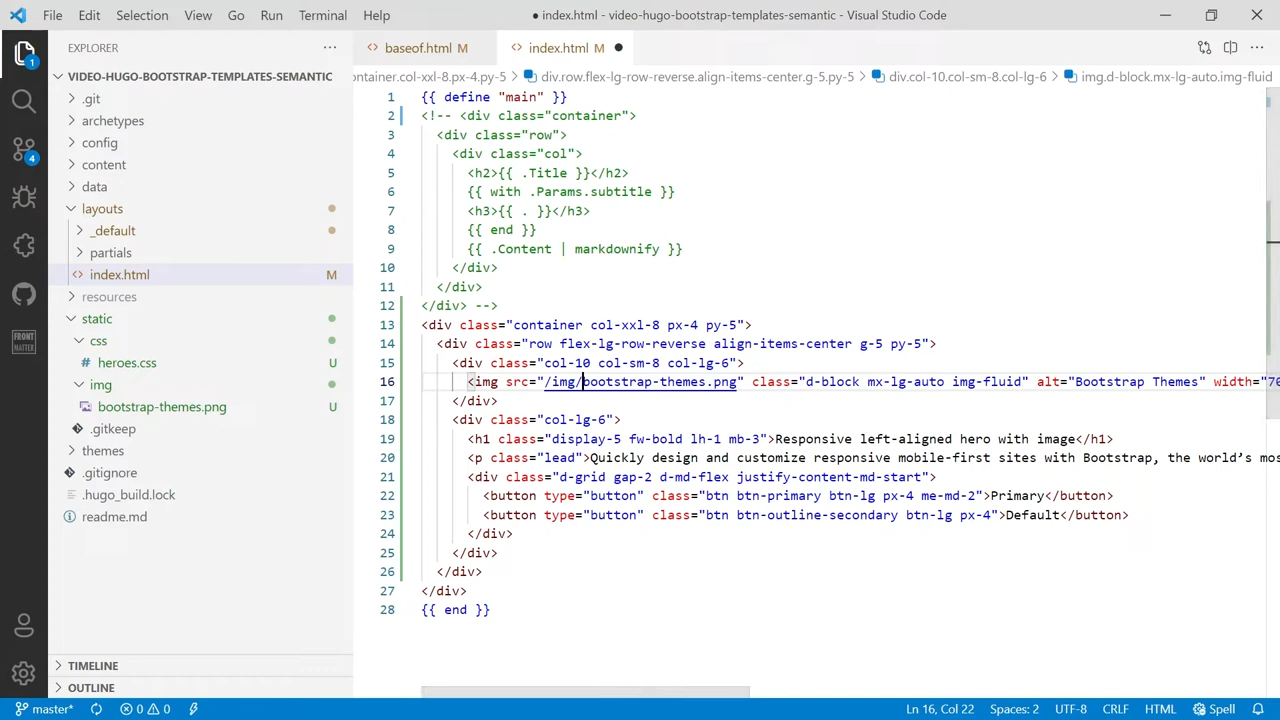 File Edit Selection View Go Run Terminal Help
● index.html - video-hugo-bootstrap-templates-semantic - Visual Studio Code
EXPLORER
VIDEO-HUGO-BOOTSTRAP-TEMPLATES-SEMANTIC
.git
archetypes
config
content
data
layouts
_default
partials
index.html M
resources
static
css
heroes.css U
img
bootstrap-themes.png U
.gitkeep
themes
.gitignore
.hugo_build.lock
readme.md
TIMELINE
OUTLINE
1
4
FRONT MATTER
baseof.html M
index.html M ●
ontainer.col-xxl-8.px-4.py-5 > div.row.flex-lg-row-reverse.align-items-center.g-5.py-5 > div.col-10.col-sm-8.col-lg-6 > img.d-block.mx-lg-auto.img-fluid
1 {{ define "main" }}
2 <!-- <div class="container">
3 <div class="row">
4 <div class="col">
5 <h2>{{ .Title }}</h2>
6 {{ with .Params.subtitle }}
7 <h3>{{ . }}</h3>
8 {{ end }}
9 {{ .Content | markdownify }}
10 </div>
11 </div>
12 </div> -->
13 <div class="container col-xxl-8 px-4 py-5">
14 <div class="row flex-lg-row-reverse align-items-center g-5 py-5">
15 <div class="col-10 col-sm-8 col-lg-6">
16 <img src="/img/bootstrap-themes.png" class="d-block mx-lg-auto img-fluid" alt="Bootstrap Themes" width="70
17 </div>
18 <div class="col-lg-6">
19 <h1 class="display-5 fw-bold lh-1 mb-3">Responsive left-aligned hero with image</h1>
20 <p class="lead">Quickly design and customize responsive mobile-first sites with Bootstrap, the world’s mos
21 <div class="d-grid gap-2 d-md-flex justify-content-md-start">
22 <button type="button" class="btn btn-primary btn-lg px-4 me-md-2">Primary</button>
23 <button type="button" class="btn btn-outline-secondary btn-lg px-4">Default</button>
24 </div>
25 </div>
26 </div>
27 </div>
28 {{ end }}
master* 0 0 Ln 16, Col 22 Spaces: 2 UTF-8 CRLF HTML Spell